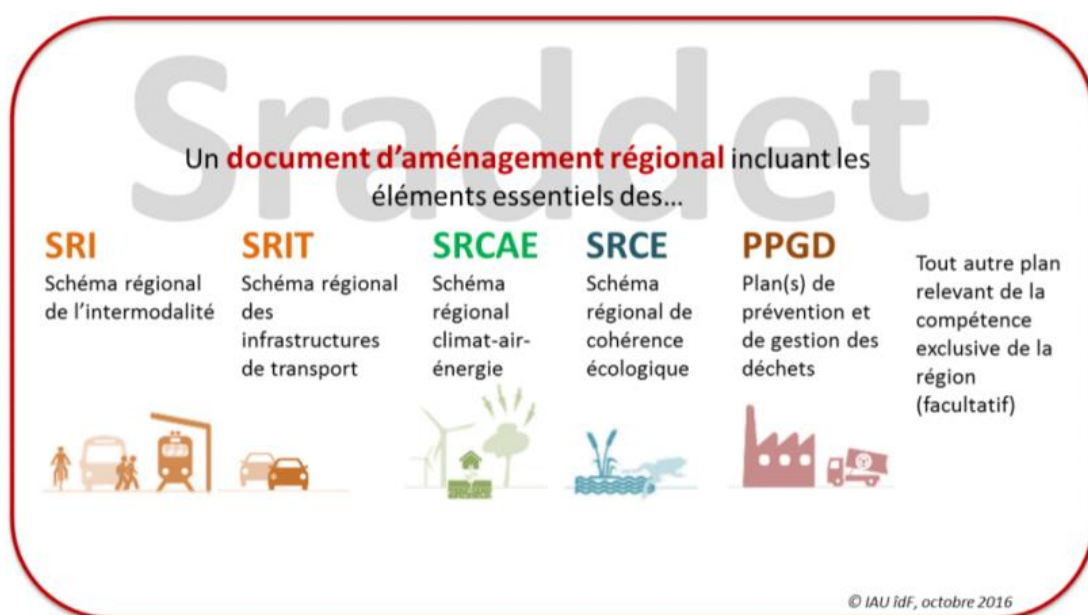 Sraddet
Un document d'aménagement régional incluant les
éléments essentiels des...
SRI
Schéma régional
de l'intermodalité
SRIT
Schéma régional
des
infrastructures
de transport
SRCAE
Schéma
régional
climat-air-
énergie
SRCE
Schéma
régional de
cohérence
écologique
PPGD
Plan(s) de
prévention et
de gestion des
déchets
Tout autre plan
relevant de la
compétence
exclusive de la
région
(facultatif)
© IAU îdF, octobre 2016